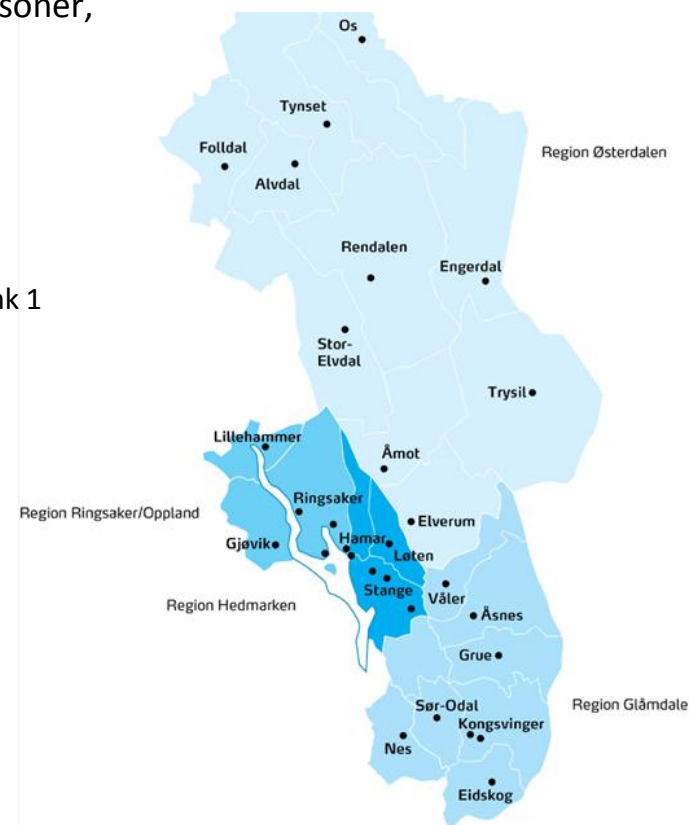 soner,
Os
Tynset
Folldal
Alvdal
Region Østerdalen
Rendalen
Engerdal
nk 1
Stor-
Elvdal
Trysil
Lillehammer
Åmot
Ringsaker
Region Ringsaker/Oppland
Elverum
Hamar
Gjøvik
Løten
Stange
Våler
Region Hedmarken
Åsnes
Grue
Sør-Odal
Region Glåmdale
Kongsvinger
Nes
Eidskog